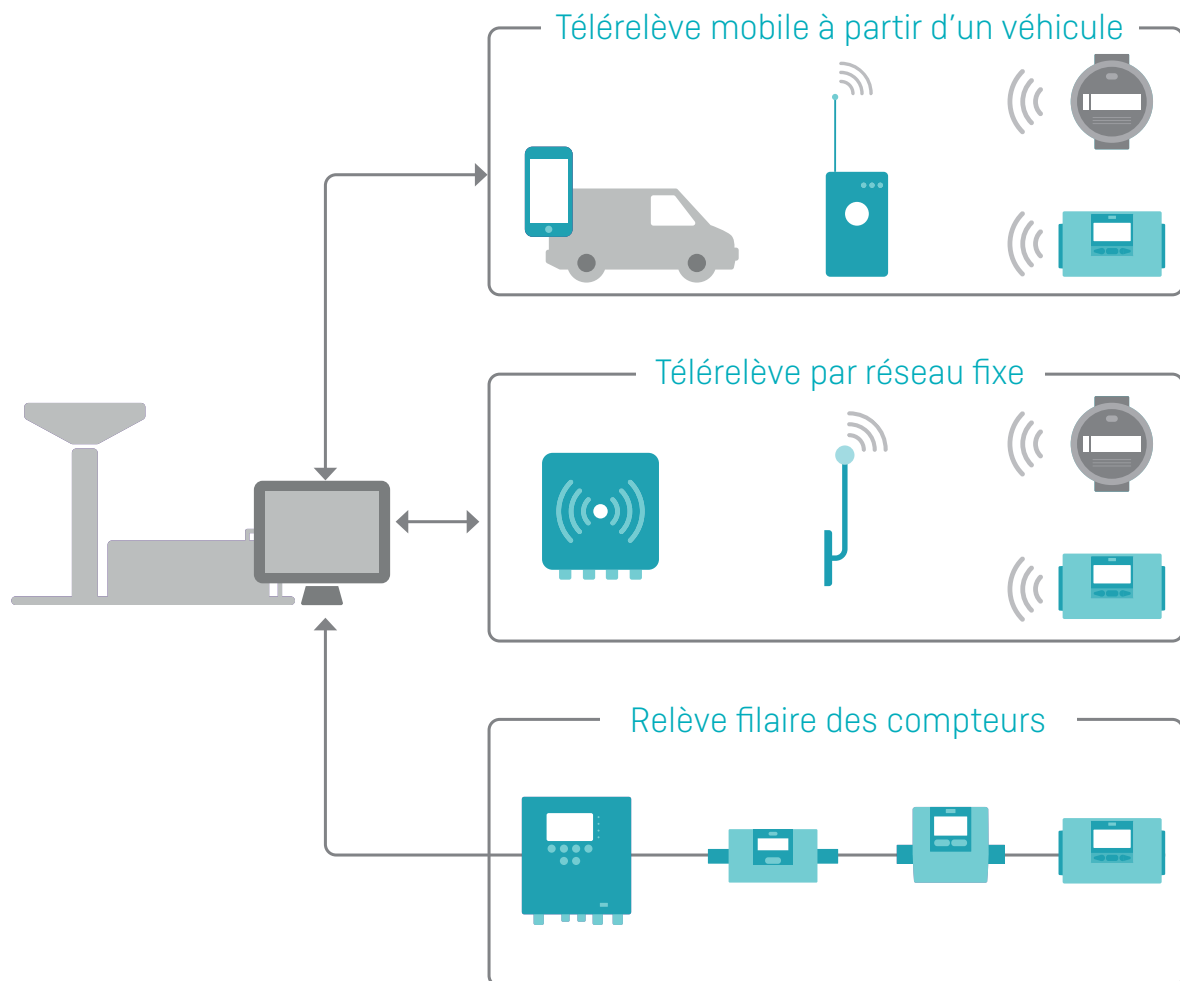 Télérelève mobile à partir d'un véhicule
Télérelève par réseau fixe
Relève filaire des compteurs